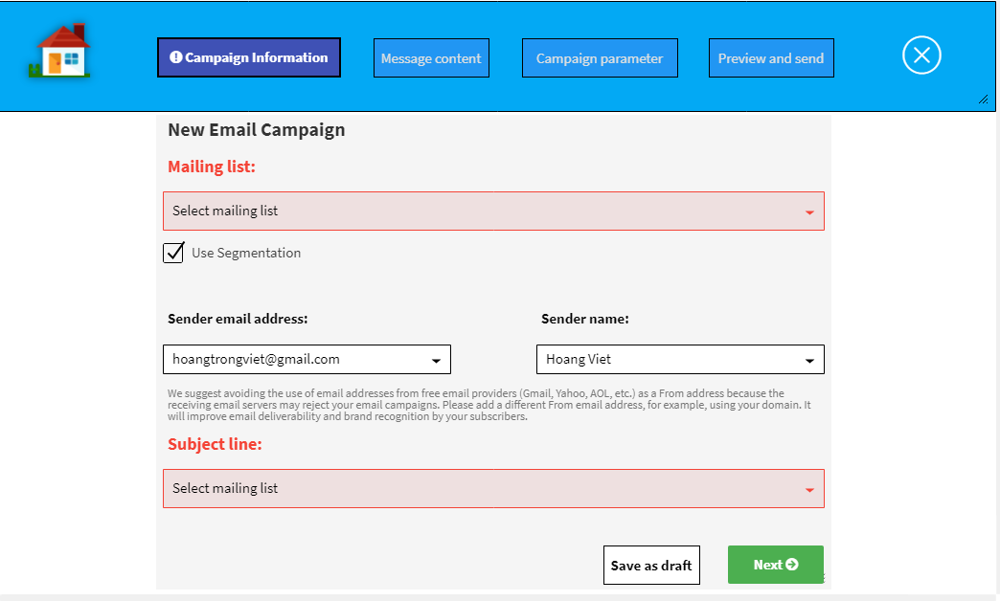 Campaign Information
Message content
Campaign parameter
Preview and send
New Email Campaign
Mailing list:
Select mailing list
Use Segmentation
Sender email address:
Sender name:
hoangtrongviet@gmail.com
Hoang Viet
We suggest avoiding the use of email addresses from free email providers (Gmail, Yahoo, AOL, etc.) as a From address because the
receiving email servers may reject your email campaigns. Please add a different From email address, for example, using your domain. It
will improve email deliverability and brand recognition by your subscribers.
Subject line:
Select mailing list
Save as draft
Next